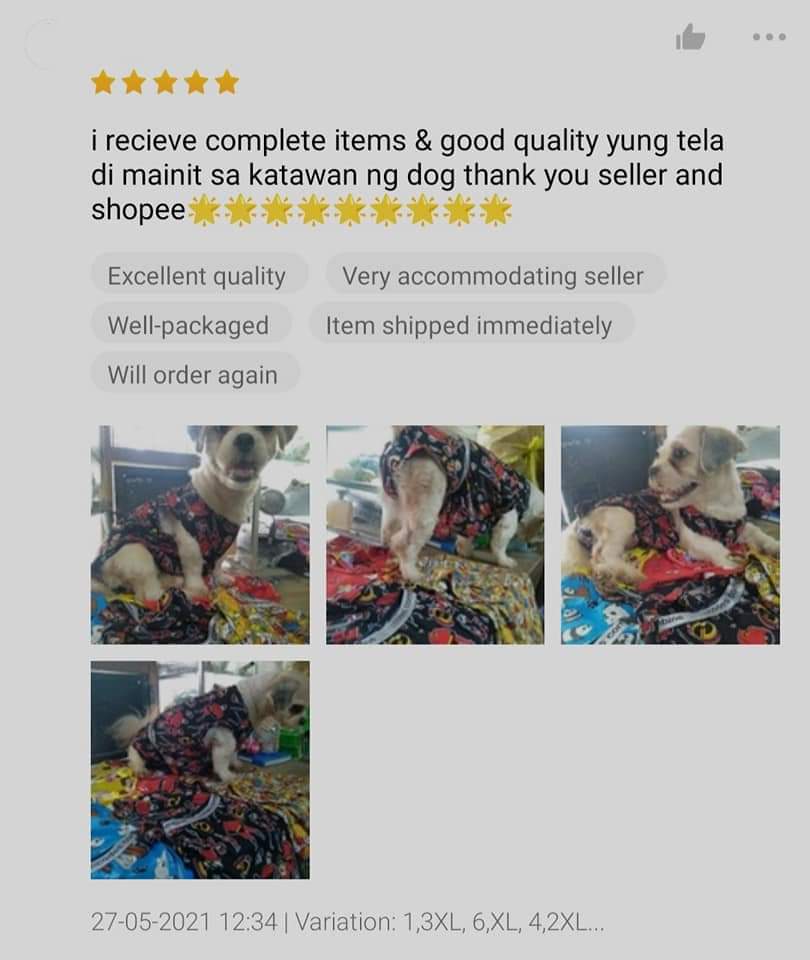 i recieve complete items & good quality yung tela
di mainit sa katawan ng dog thank you seller and
shopee🌟🌟🌟🌟🌟🌟🌟🌟🌟
Excellent quality
Very accommodating seller
Well-packaged
Item shipped immediately
Will order again
27-05-2021 12:34 | Variation: 1,3XL, 6,XL, 4,2XL...